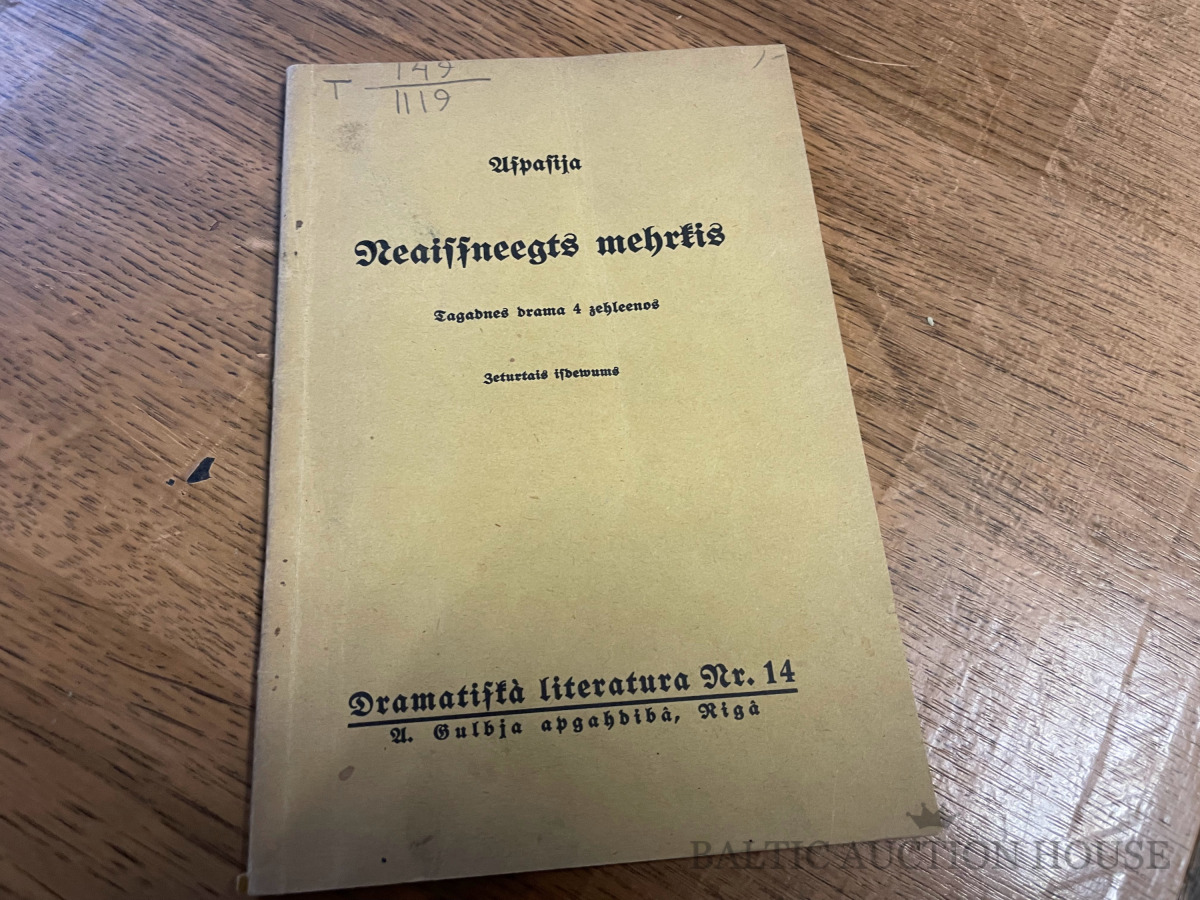 149
T
1119
Aſpaſija
Neaiſſneegts mehrkis
Tagadnes drama 4 zehleenos
Zeturtais iſdewums
Dramatiſkà literatura Nr. 14
A. Gulbja apgahdibà, Rigà
BALTIC AUCTION HOUSE